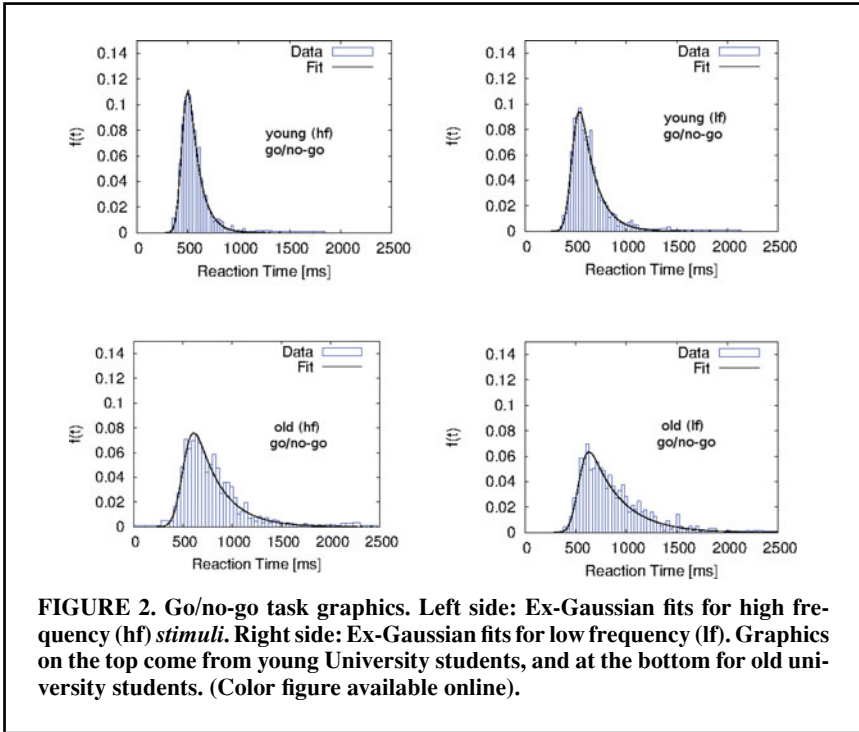 0.14
0.12
0.1
0.08
0.06
0.04
0.02
0
f(t)
Data
Fit
young (hf)
go/no-go
0 500 1000 1500 2000 2500
Reaction Time [ms]
0.14
0.12
0.1
0.08
0.06
0.04
0.02
0
f(t)
Data
Fit
young (lf)
go/no-go
0 500 1000 1500 2000 2500
Reaction Time [ms]
0.14
0.12
0.1
0.08
0.06
0.04
0.02
0
f(t)
Data
Fit
old (hf)
go/no-go
0 500 1000 1500 2000 2500
Reaction Time [ms]
0.14
0.12
0.1
0.08
0.06
0.04
0.02
0
f(t)
Data
Fit
old (lf)
go/no-go
0 500 1000 1500 2000 2500
Reaction Time [ms]
FIGURE 2. Go/no-go task graphics. Left side: Ex-Gaussian fits for high fre-
quency (hf) stimuli. Right side: Ex-Gaussian fits for low frequency (lf). Graphics
on the top come from young University students, and at the bottom for old uni-
versity students. (Color figure available online).